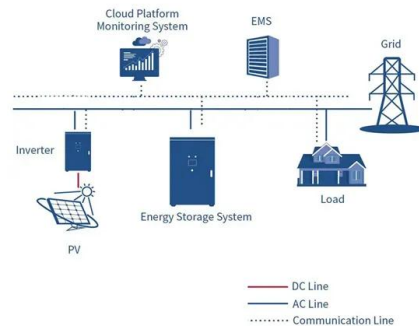 Cloud Platform
Monitoring System
EMS
Grid
Inverter
Energy Storage System
Load
PV
DC Line
AC Line
Communication Line